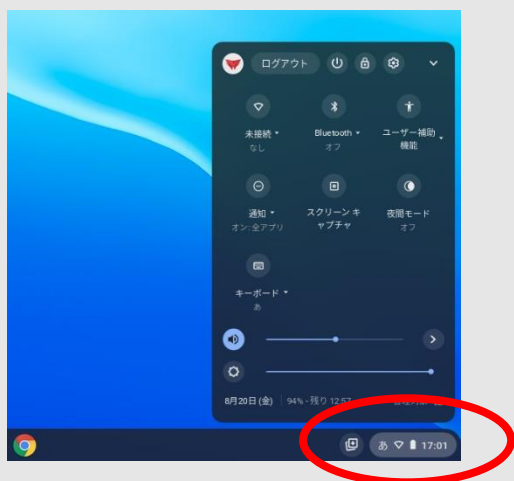 ログアウト
未接続
なし
Bluetooth
オフ
ユーザー補助
機能
通知
オン: 全アプリ
スクリーン キ
ャプチャ
夜間モード
オフ
キーボード
あ
8月20日 (金) 94% - 残り 12:57
あ 17:01